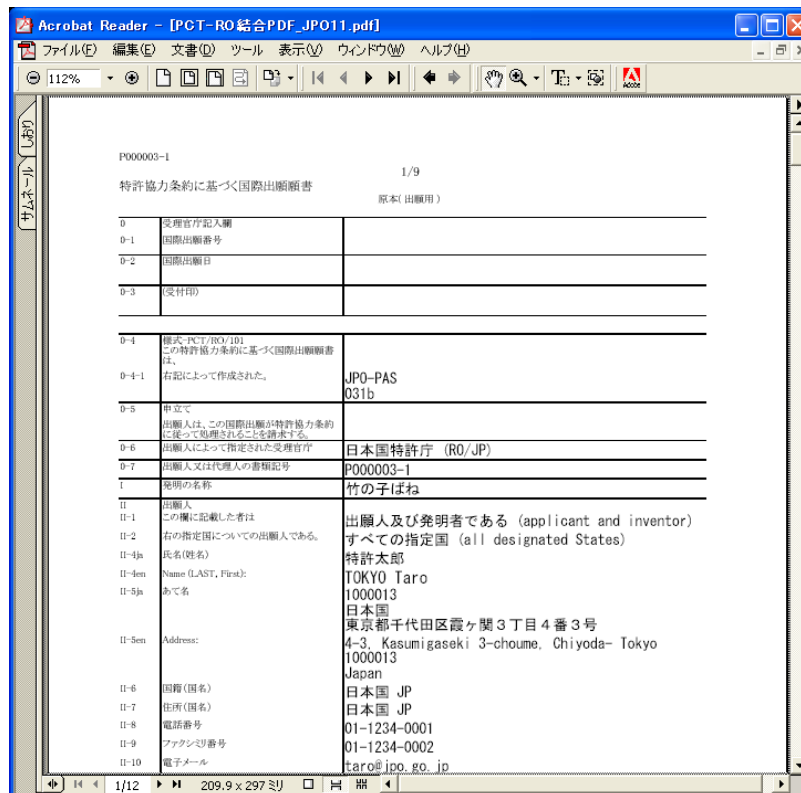 Acrobat Reader - [PCT-RO結合PDF_JPO11.pdf]
ファイル(F) 編集(E) 文書(D) ツール 表示(V) ウィンドウ(W) ヘルプ(H)
112%
Adobe
しおり
サムネール
P000003-1
1/9
特許協力条約に基づく国際出願願書
原本(出願用)
0 受理官庁記入欄
0-1 国際出願番号
0-2 国際出願日
0-3 (受付印)
0-4 様式-PCT/RO/101
この特許協力条約に基づく国際出願願書
は、
0-4-1 右記によって作成された。 JPO-PAS
031b
0-5 申立て
出願人は、この国際出願が特許協力条約
に従って処理されることを請求する。
0-6 出願人によって指定された受理官庁 日本国特許庁 (RO/JP)
0-7 出願人又は代理人の書類記号 P000003-1
I 発明の名称 竹の子ばね
II 出願人
II-1 この欄に記載した者は 出願人及び発明者である (applicant and inventor)
II-2 右の指定国についての出願人である。 すべての指定国 (all designated States)
II-4ja 氏名(姓名) 特許太郎
II-4en Name (LAST, First): TOKYO Taro
II-5ja あて名 1000013
日本国
東京都千代田区霞ヶ関3丁目4番3号
II-5en Address: 4-3, Kasumigaseki 3-choume, Chiyoda- Tokyo
1000013
Japan
II-6 国籍(国名) 日本国 JP
II-7 住所(国名) 日本国 JP
II-8 電話番号 01-1234-0001
II-9 ファクシミリ番号 01-1234-0002
II-10 電子メール taro@jpo.go.jp
1/12 209.9 x 297 ミリ